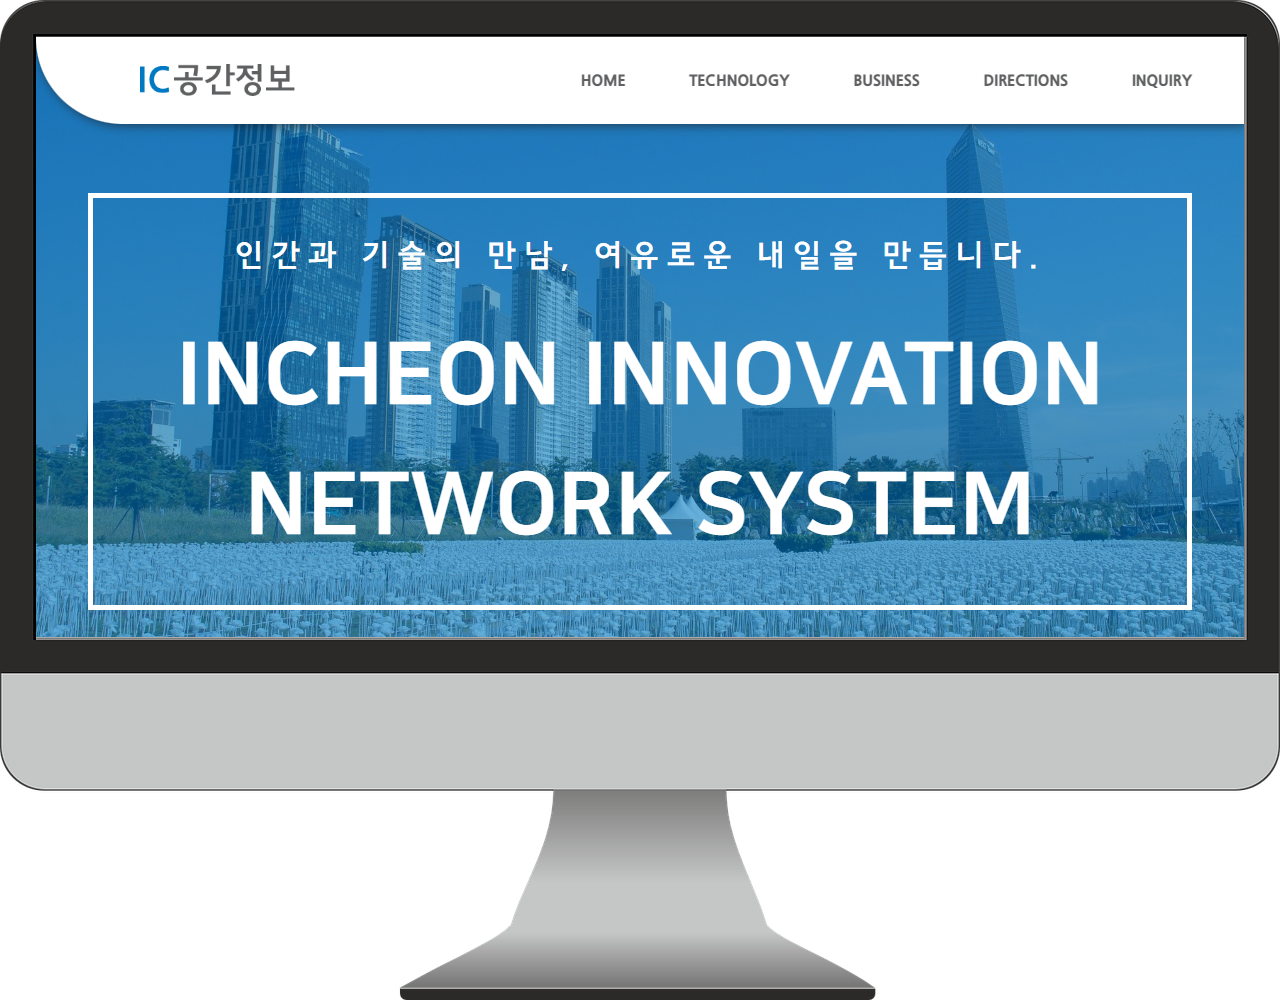 IC공간정보
HOME TECHNOLOGY BUSINESS DIRECTIONS INQUIRY
인간과 기술의 만남, 여유로운 내일을 만듭니다.
INCHEON INNOVATION
NETWORK SYSTEM